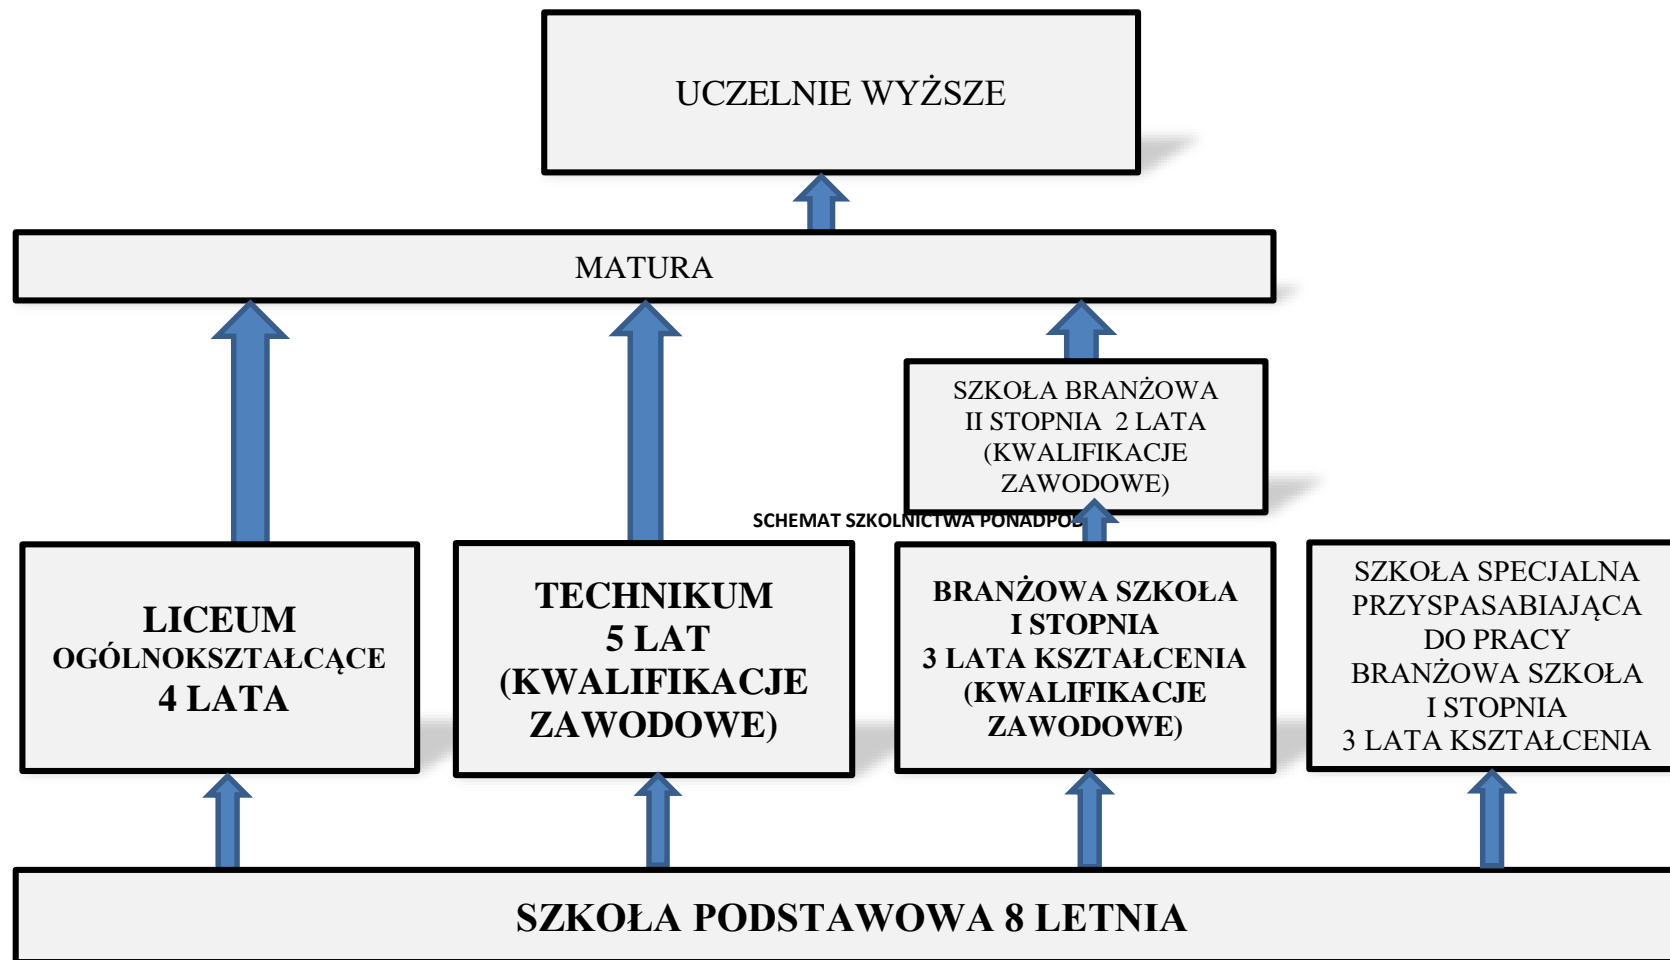 UCZELNIE WYŻSZE
MATURA
SZKOŁA BRANŻOWA
II STOPNIA 2 LATA
(KWALIFIKACJE
ZAWODOWE)
SCHEMAT SZKOLNICTWA
LICEUM
OGÓLNOKSZTAŁCĄCE
4 LATA
TECHNIKUM
5 LAT
(KWALIFIKACJE
ZAWODOWE)
BRANŻOWA SZKOŁA
I STOPNIA
3 LATA KSZTAŁCENIA
(KWALIFIKACJE
ZAWODOWE)
SZKOŁA SPECJALNA
PRZYSPASABIAJĄCA
DO PRACY
BRANŻOWA SZKOŁA
I STOPNIA
3 LATA KSZTAŁCENIA
SZKOŁA PODSTAWOWA 8 LETNIA